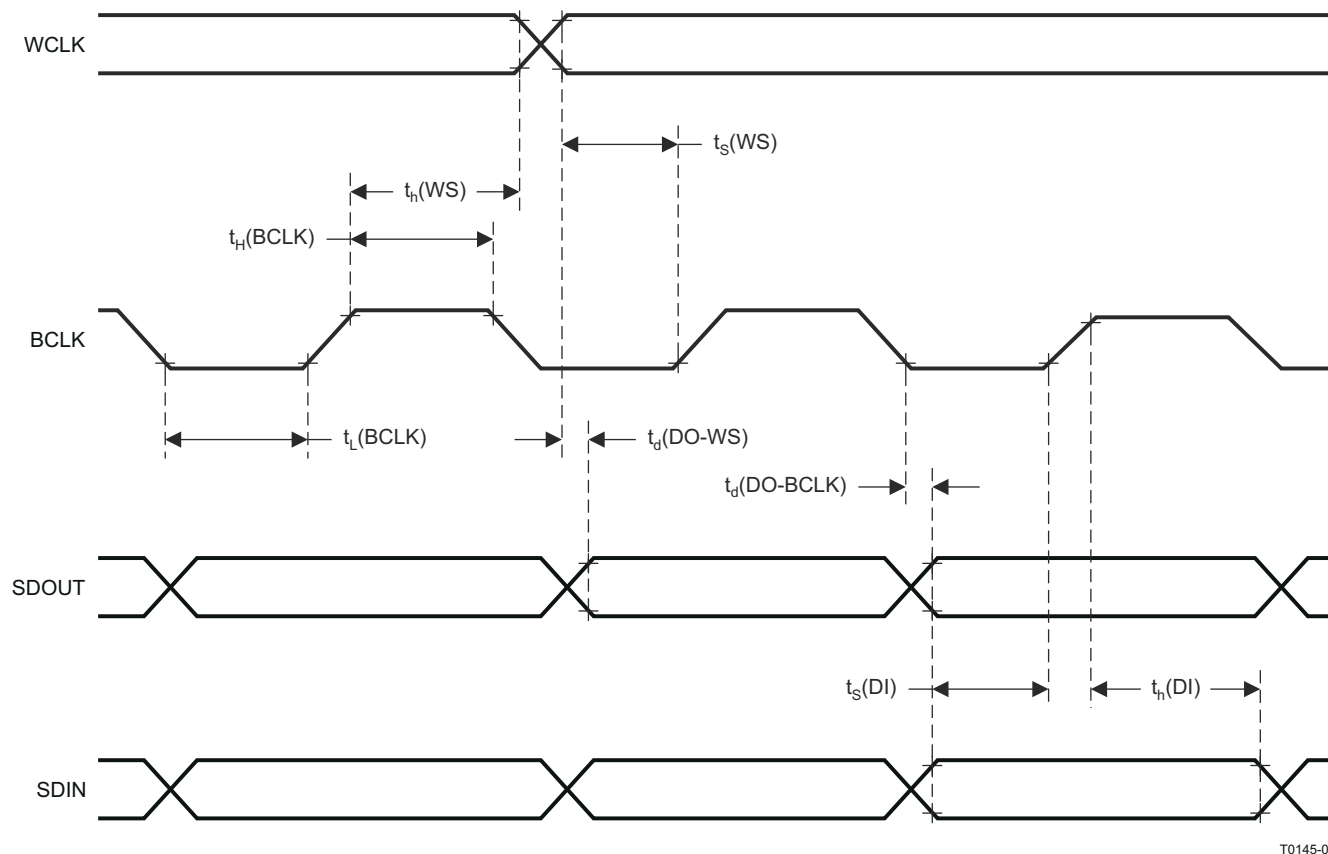 WCLK
tS(WS)
th(WS)
tH(BCLK)
BCLK
tL(BCLK)
td(DO-WS)
td(DO-BCLK)
SDOUT
tS(DI)
th(DI)
SDIN
T0145-0